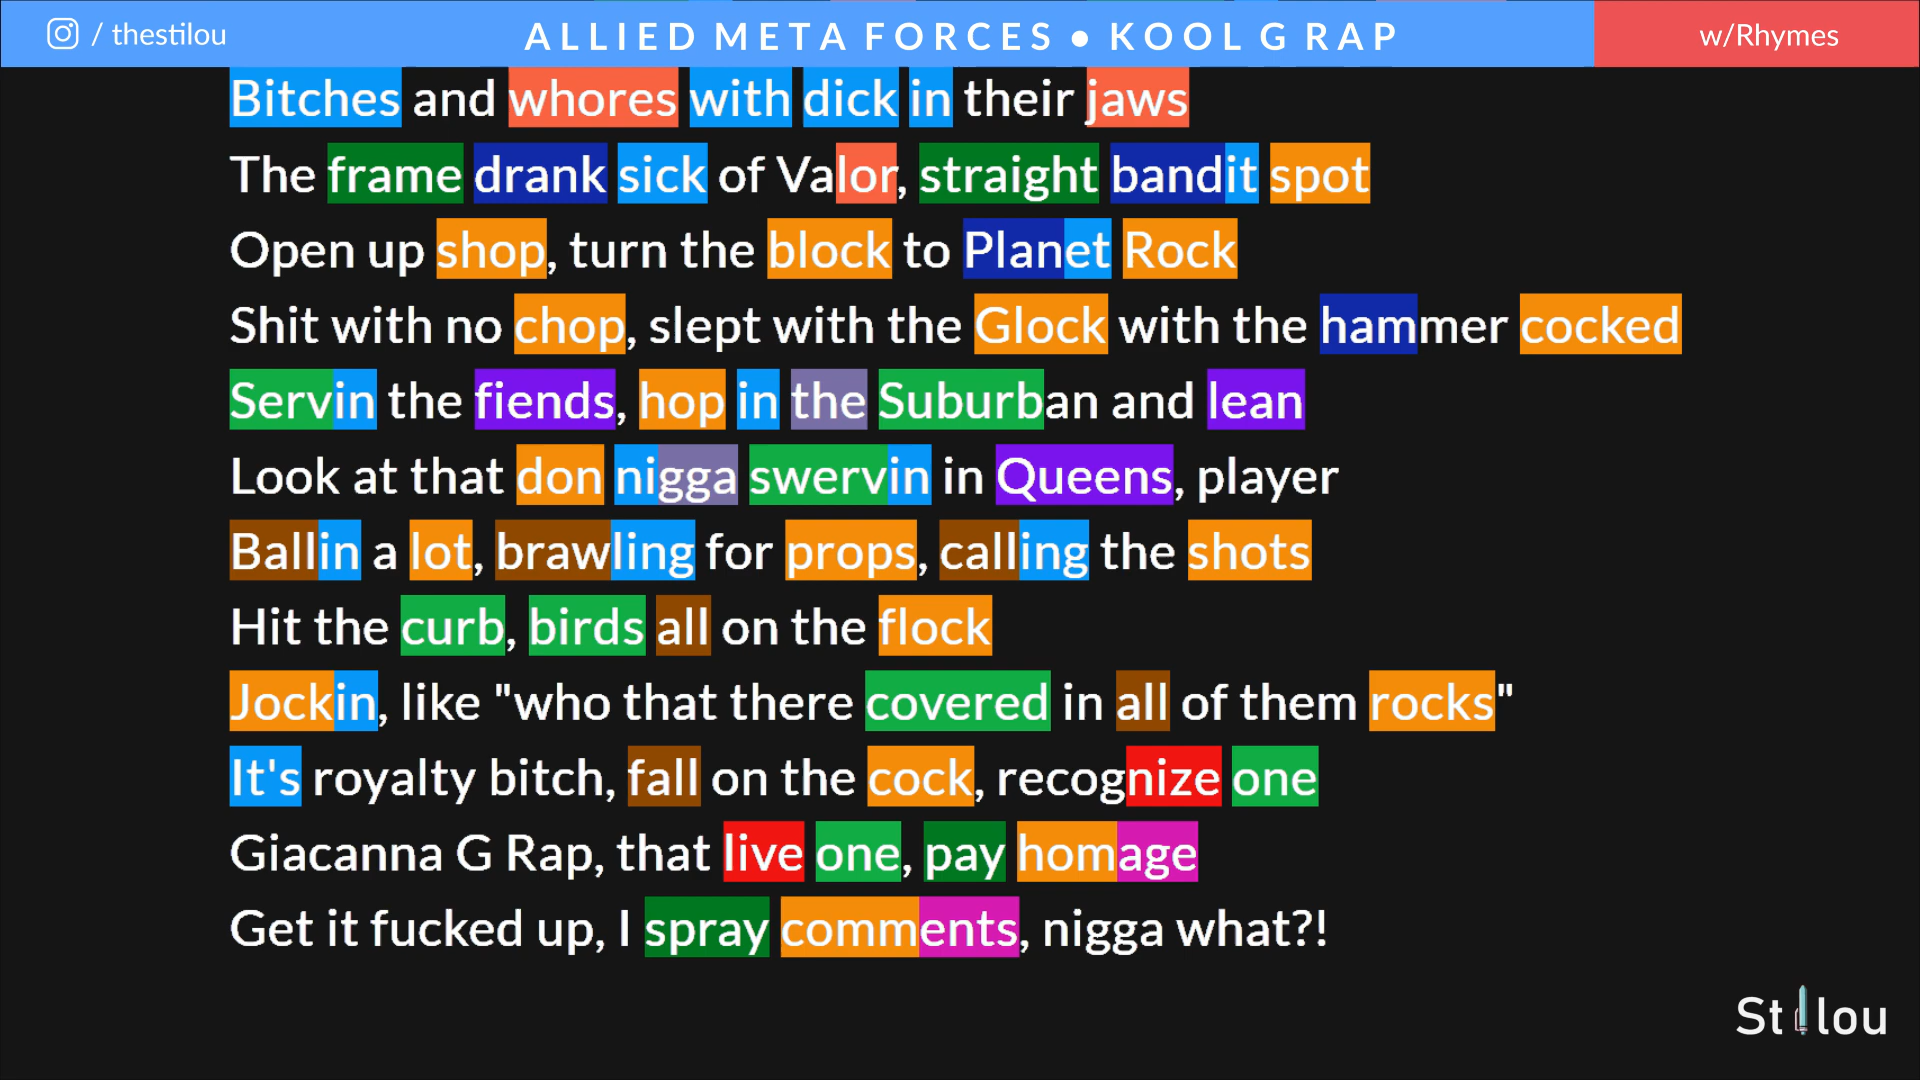 / thestilou
ALLIED META FORCES • KOOL G RAP
w/Rhymes
Bitches and whores with dick in their jaws
The frame drank sick of Valor, straight bandit spot
Open up shop, turn the block to Planet Rock
Shit with no chop, slept with the Glock with the hammer cocked
Servin the fiends, hop in the Suburban and lean
Look at that don nigga swervin in Queens, player
Ballin a lot, brawling for props, calling the shots
Hit the curb, birds all on the flock
Jockin, like "who that there covered in all of them rocks"
It's royalty bitch, fall on the cock, recognize one
Giacanna G Rap, that live one, pay homage
Get it fucked up, I spray comments, nigga what?!
Stilou